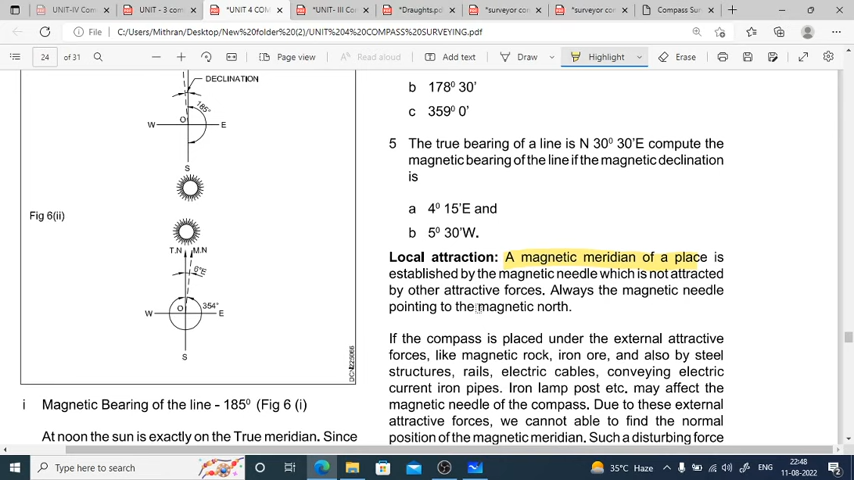 UNIT-IV Com
UNIT - 3 com
*UNIT 4 COM
*UNIT- III Co
*Draughts.pd
*surveyor co
*surveyor co
Compass Sur
File
C:/Users/Mithran/Desktop/New%20folder%20(2)/UNIT%204%20COMPASS%20SURVEYING.pdf
24 of 31
Page view
Read aloud
Add text
Draw
Highlight
Erase
DECLINATION
185°
O
W E
S
Fig 6(ii)
T.N M.N
6°E
O 354°
W E
S
i Magnetic Bearing of the line - 185⁰ (Fig 6 (i)
At noon the sun is exactly on the True meridian. Since
b 178⁰ 30'
c 359⁰ 0'
5 The true bearing of a line is N 30⁰ 30'E compute the
magnetic bearing of the line if the magnetic declination
is
a 4⁰ 15'E and
b 5⁰ 30'W.
Local attraction: A magnetic meridian of a place is
established by the magnetic needle which is not attracted
by other attractive forces. Always the magnetic needle
pointing to the magnetic north.
If the compass is placed under the external attractive
forces, like magnetic rock, iron ore, and also by steel
structures, rails, electric cables, conveying electric
current iron pipes. Iron lamp post etc. may affect the
magnetic needle of the compass. Due to these external
attractive forces, we cannot able to find the normal
position of the magnetic meridian. Such a disturbing force
Type here to search
35°C Haze
ENG
22:48
11-08-2022